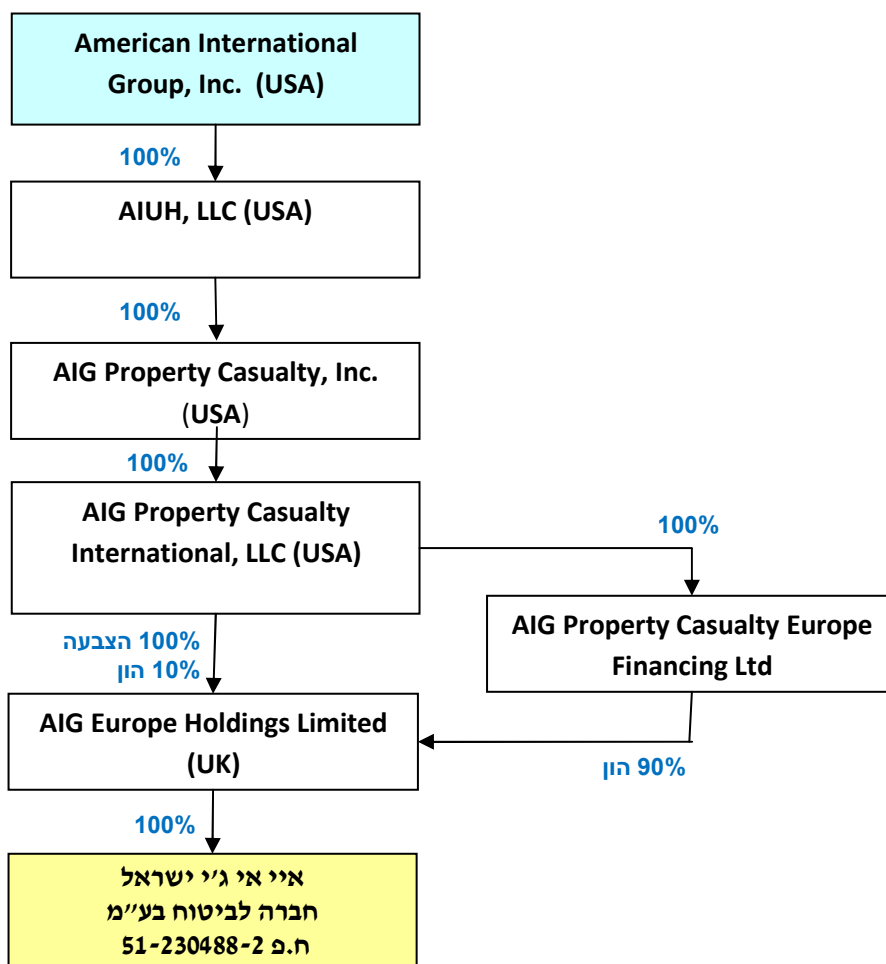 American International
Group, Inc. (USA)
100%
AIUH, LLC (USA)
100%
AIG Property Casualty, Inc.
(USA)
100%
AIG Property Casualty
International, LLC (USA)
100%
AIG Property Casualty Europe
Financing Ltd
100% הצבעה
10% הון
AIG Europe Holdings Limited
(UK)
90% הון
100%
איי אי ג'י ישראל
חברה לביטוח בע"מ
ח.פ 51-230488-2